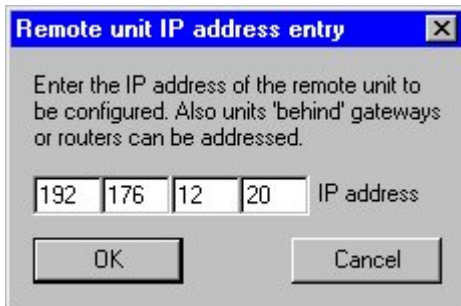 Remote unit IP address entry
Enter the IP address of the remote unit to
be configured. Also units 'behind' gateways
or routers can be addressed.
192 176 12 20 IP address
OK Cancel